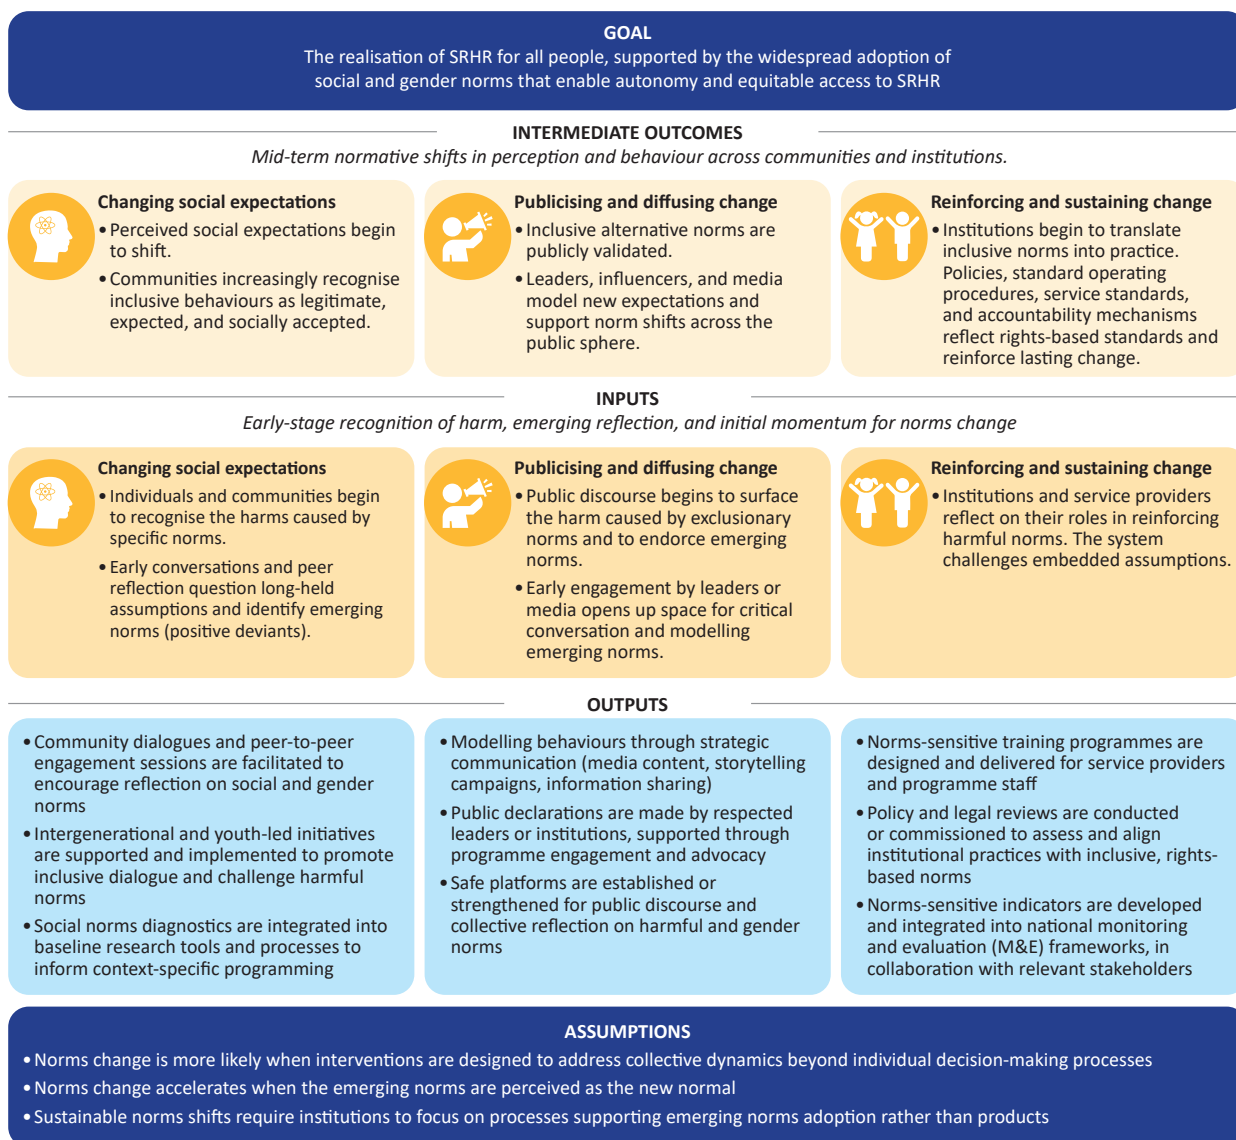 GOAL
The realisation of SRHR for all people, supported by the widespread adoption of
social and gender norms that enable autonomy and equitable access to SRHR
INTERMEDIATE OUTCOMES
Mid-term normative shifts in perception and behaviour across communities and institutions.
Changing social expectations
• Perceived social expectations begin
to shift.
• Communities increasingly recognise
inclusive behaviours as legitimate,
expected, and socially accepted.
Publicising and diffusing change
• Inclusive alternative norms are
publicly validated.
• Leaders, influencers, and media
model new expectations and
support norm shifts across the
public sphere.
Reinforcing and sustaining change
• Institutions begin to translate
inclusive norms into practice.
Policies, standard operating
procedures, service standards,
and accountability mechanisms
reflect rights-based standards and
reinforce lasting change.
INPUTS
Early-stage recognition of harm, emerging reflection, and initial momentum for norms change
Changing social expectations
• Individuals and communities begin
to recognise the harms caused by
specific norms.
• Early conversations and peer
reflection question long-held
assumptions and identify emerging
norms (positive deviants).
Publicising and diffusing change
• Public discourse begins to surface
the harm caused by exclusionary
norms and to endorce emerging
norms.
• Early engagement by leaders or
media opens up space for critical
conversation and modelling
emerging norms.
Reinforcing and sustaining change
• Institutions and service providers
reflect on their roles in reinforcing
harmful norms. The system
challenges embedded assumptions.
OUTPUTS
• Community dialogues and peer-to-peer
engagement sessions are facilitated to
encourage reflection on social and gender
norms
• Intergenerational and youth-led initiatives
are supported and implemented to promote
inclusive dialogue and challenge harmful
norms
• Social norms diagnostics are integrated into
baseline research tools and processes to
inform context-specific programming
• Modelling behaviours through strategic
communication (media content, storytelling
campaigns, information sharing)
• Public declarations are made by respected
leaders or institutions, supported through
programme engagement and advocacy
• Safe platforms are established or
strengthened for public discourse and
collective reflection on harmful and gender
norms
• Norms-sensitive training programmes are
designed and delivered for service providers
and programme staff
• Policy and legal reviews are conducted
or commissioned to assess and align
institutional practices with inclusive, rights-
based norms
• Norms-sensitive indicators are developed
and integrated into national monitoring
and evaluation (M&E) frameworks, in
collaboration with relevant stakeholders
ASSUMPTIONS
• Norms change is more likely when interventions are designed to address collective dynamics beyond individual decision-making processes
• Norms change accelerates when the emerging norms are perceived as the new normal
• Sustainable norms shifts require institutions to focus on processes supporting emerging norms adoption rather than products